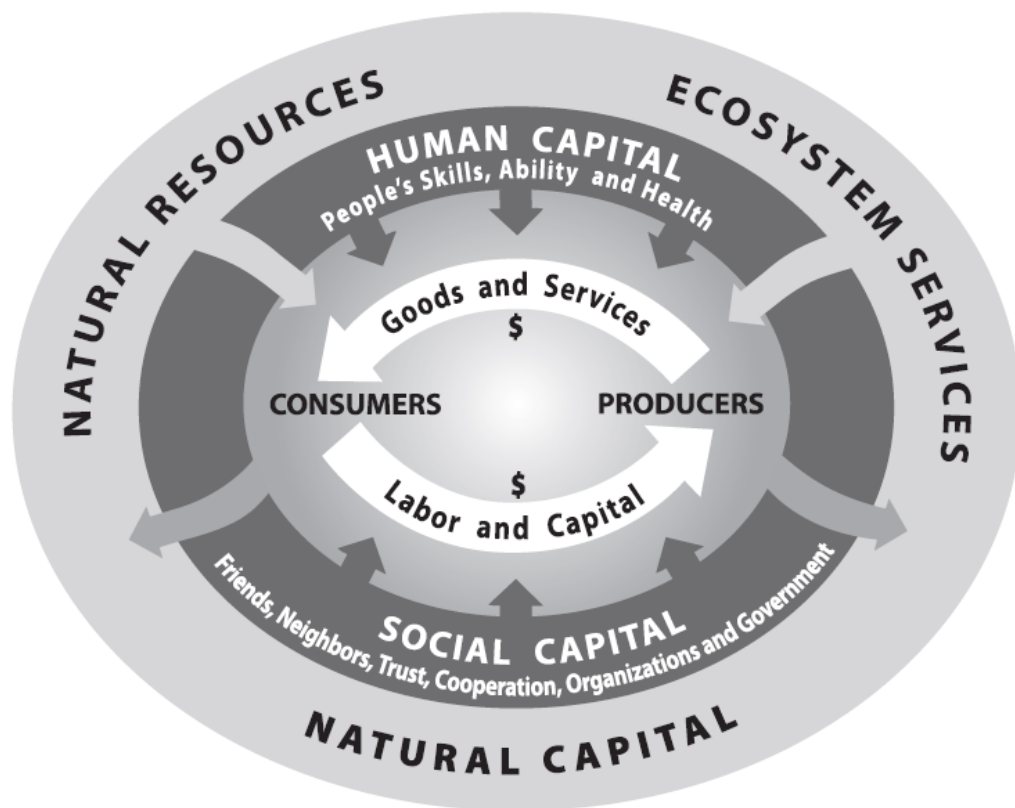 NATURAL RESOURCES
ECOSYSTEM SERVICES
HUMAN CAPITAL
People's Skills, Ability and Health
Goods and Services
$
CONSUMERS
PRODUCERS
$
Labor and Capital
SOCIAL CAPITAL
Friends, Neighbors, Trust, Cooperation, Organizations and Government
NATURAL CAPITAL